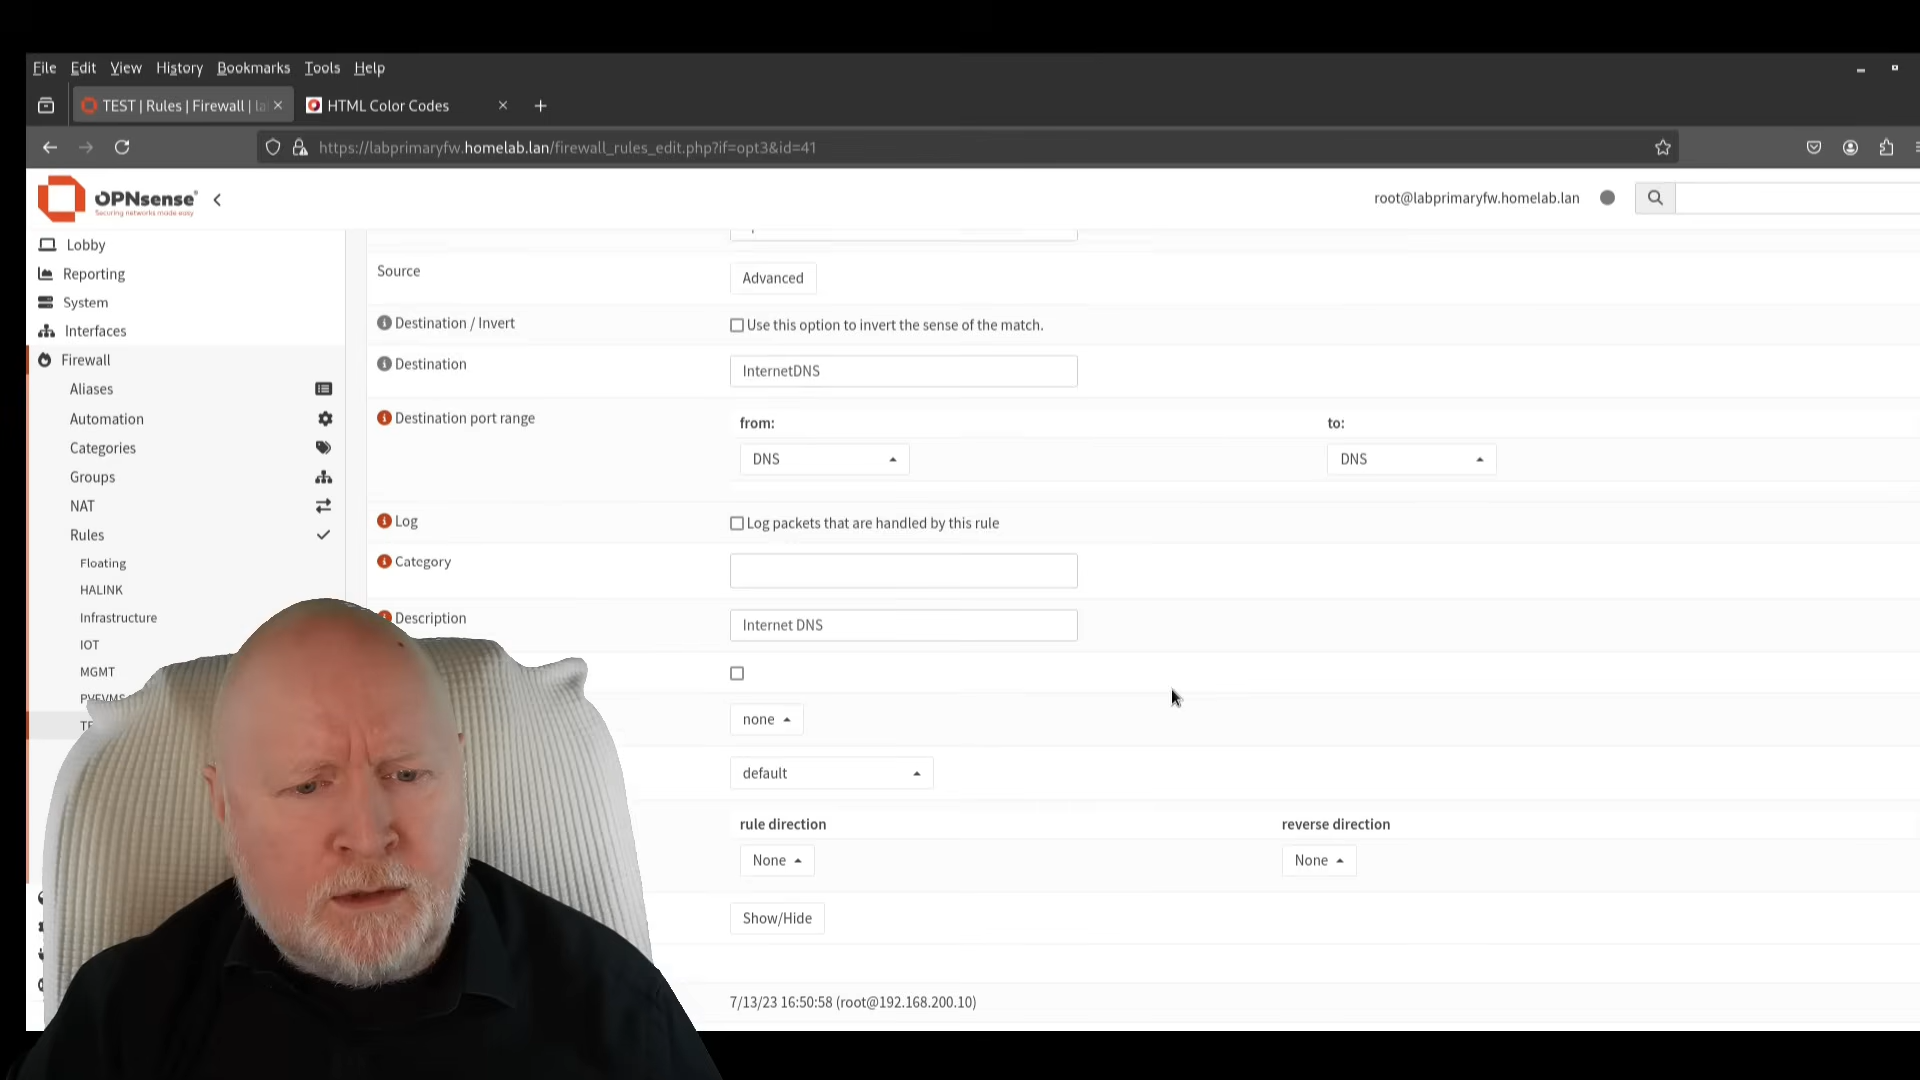 File Edit View History Bookmarks Tools Help
TEST | Rules | Firewall | la
HTML Color Codes
https://labprimaryfw.homelab.lan/firewall_rules_edit.php?if=opt3&id=41
OPNsense
Securing networks made easy
root@labprimaryfw.homelab.lan
Lobby
Reporting
System
Interfaces
Firewall
Aliases
Automation
Categories
Groups
NAT
Rules
Floating
HALINK
Infrastructure
IOT
MGMT
Source
Advanced
Destination / Invert
Use this option to invert the sense of the match.
Destination
InternetDNS
Destination port range
from: to:
DNS DNS
Log
Log packets that are handled by this rule
Category
Description
Internet DNS
none
default
rule direction reverse direction
None None
Show/Hide
7/13/23 16:50:58 (root@192.168.200.10)